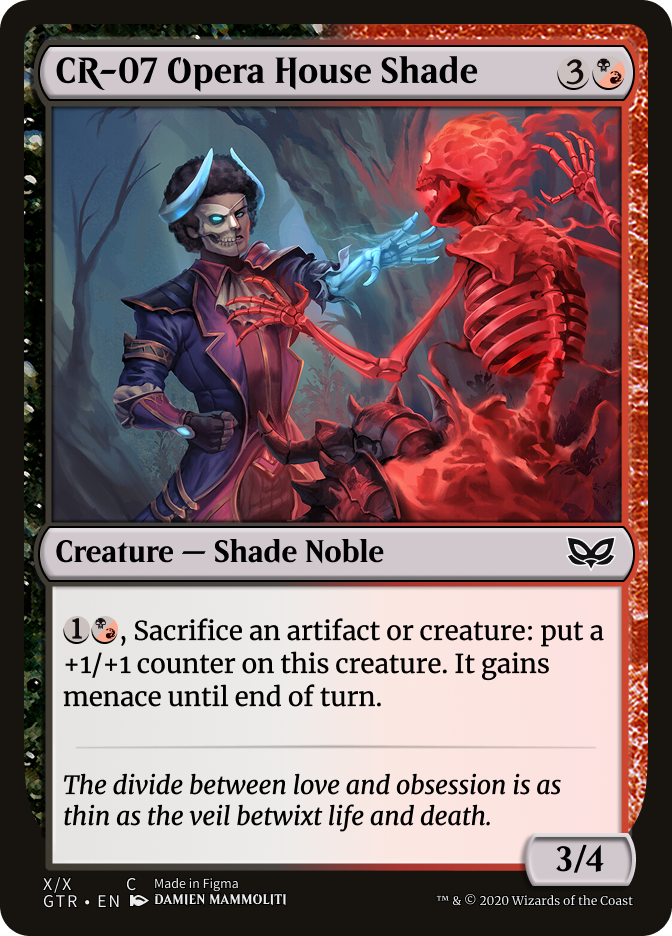 CR-07 Opera House Shade 3
Creature — Shade Noble
1, Sacrifice an artifact or creature: put a
+1/+1 counter on this creature. It gains
menace until end of turn.
The divide between love and obsession is as
thin as the veil betwixt life and death.
3/4
X/X C Made in Figma
GTR • EN DAMIEN MAMMOLITI ™ & © 2020 Wizards of the Coast